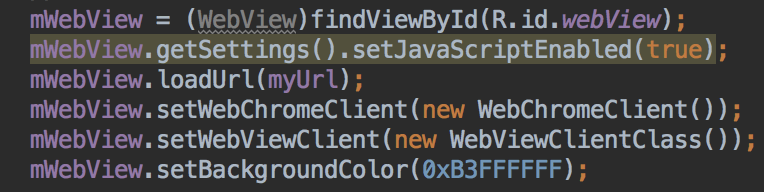 mWebView = (WebView)findViewById(R.id.webView);
mWebView.getSettings().setJavaScriptEnabled(true);
mWebView.loadUrl(myUrl);
mWebView.setWebChromeClient(new WebChromeClient());
mWebView.setWebViewClient(new WebViewClientClass());
mWebView.setBackgroundColor(0xB3FFFFFF);